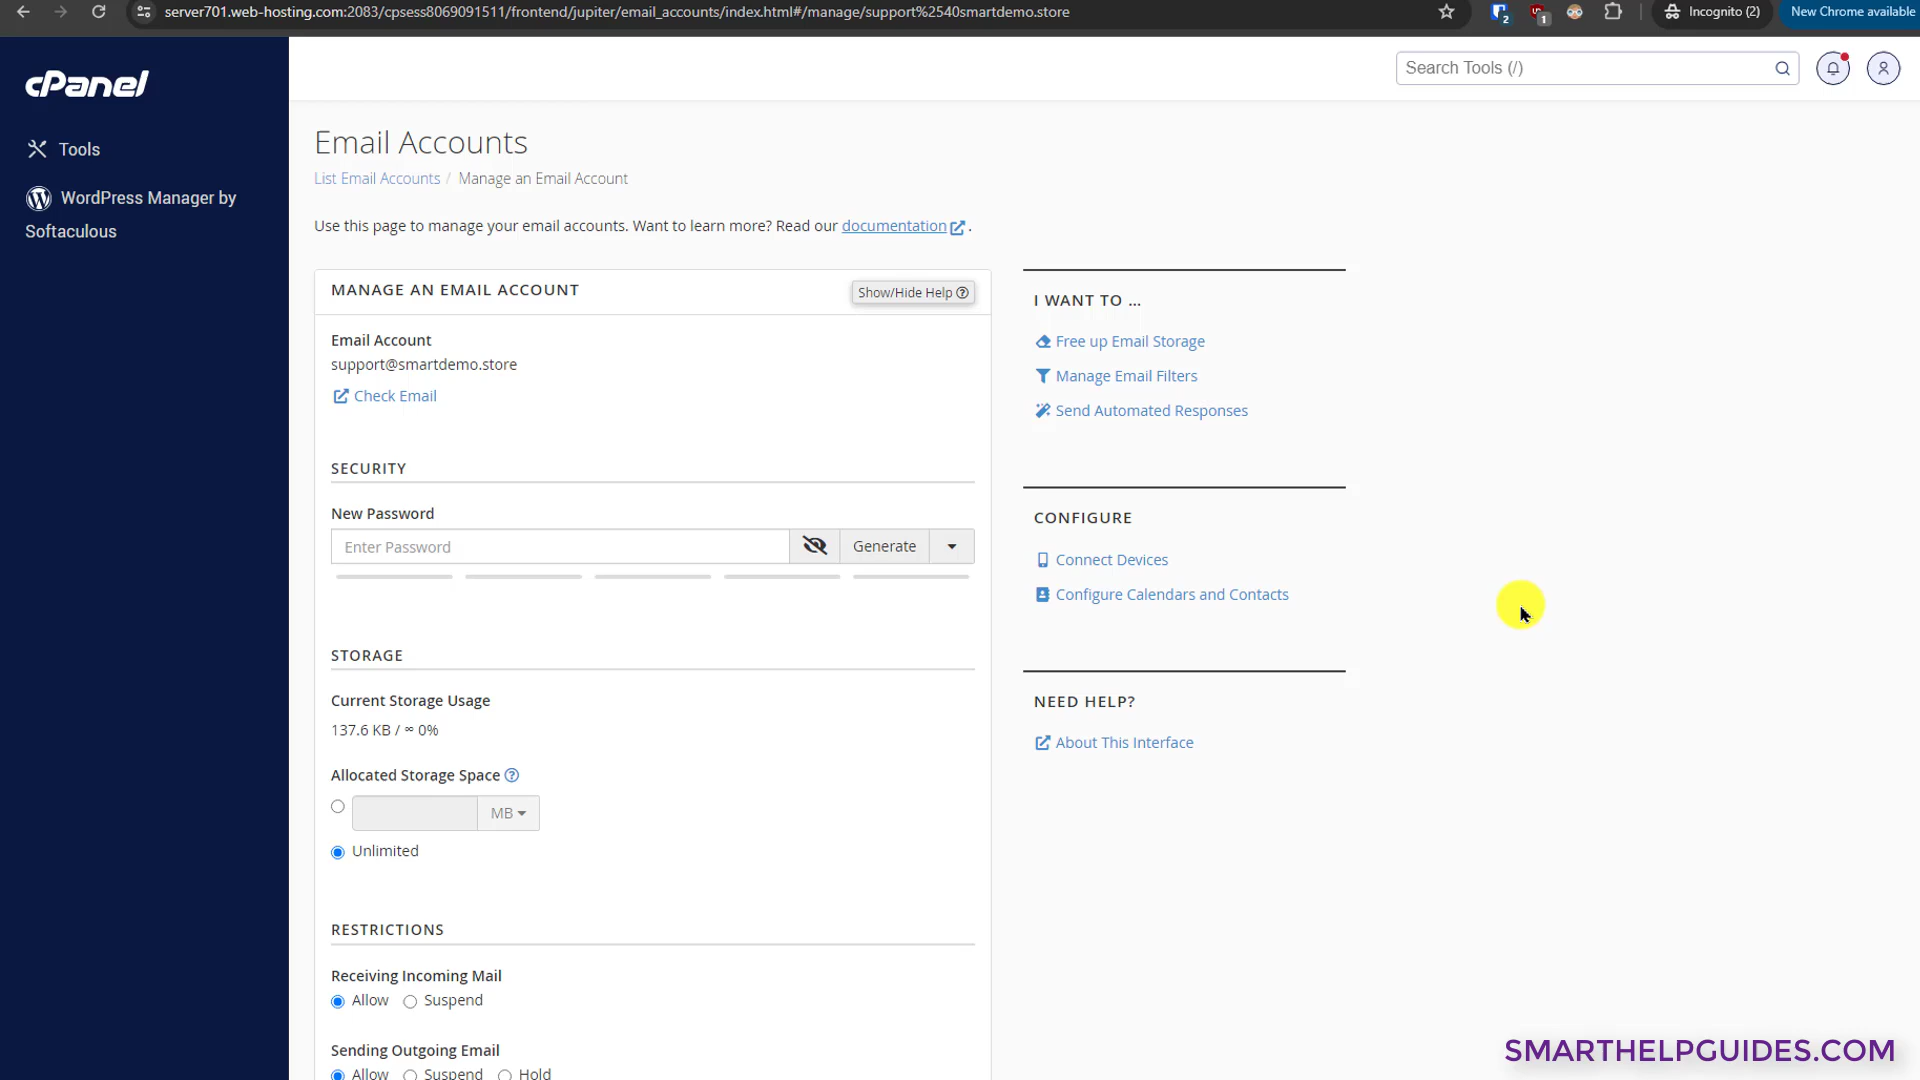 server701.web-hosting.com:2083/cpsess8069091511/frontend/jupiter/email_accounts/index.html#/manage/support%2540smartdemo.store
2
1
Incognito (2)
New Chrome available
cPanel
Search Tools (/)
Tools
WordPress Manager by
Softaculous
Email Accounts
List Email Accounts / Manage an Email Account
Use this page to manage your email accounts. Want to learn more? Read our documentation .
MANAGE AN EMAIL ACCOUNT
Show/Hide Help
Email Account
support@smartdemo.store
Check Email
SECURITY
New Password
Enter Password
Generate
STORAGE
Current Storage Usage
137.6 KB / ∞ 0%
Allocated Storage Space
MB
Unlimited
RESTRICTIONS
Receiving Incoming Mail
Allow Suspend
Sending Outgoing Email
Allow Suspend Hold
I WANT TO ...
Free up Email Storage
Manage Email Filters
Send Automated Responses
CONFIGURE
Connect Devices
Configure Calendars and Contacts
NEED HELP?
About This Interface
SMARTHELPGUIDES.COM